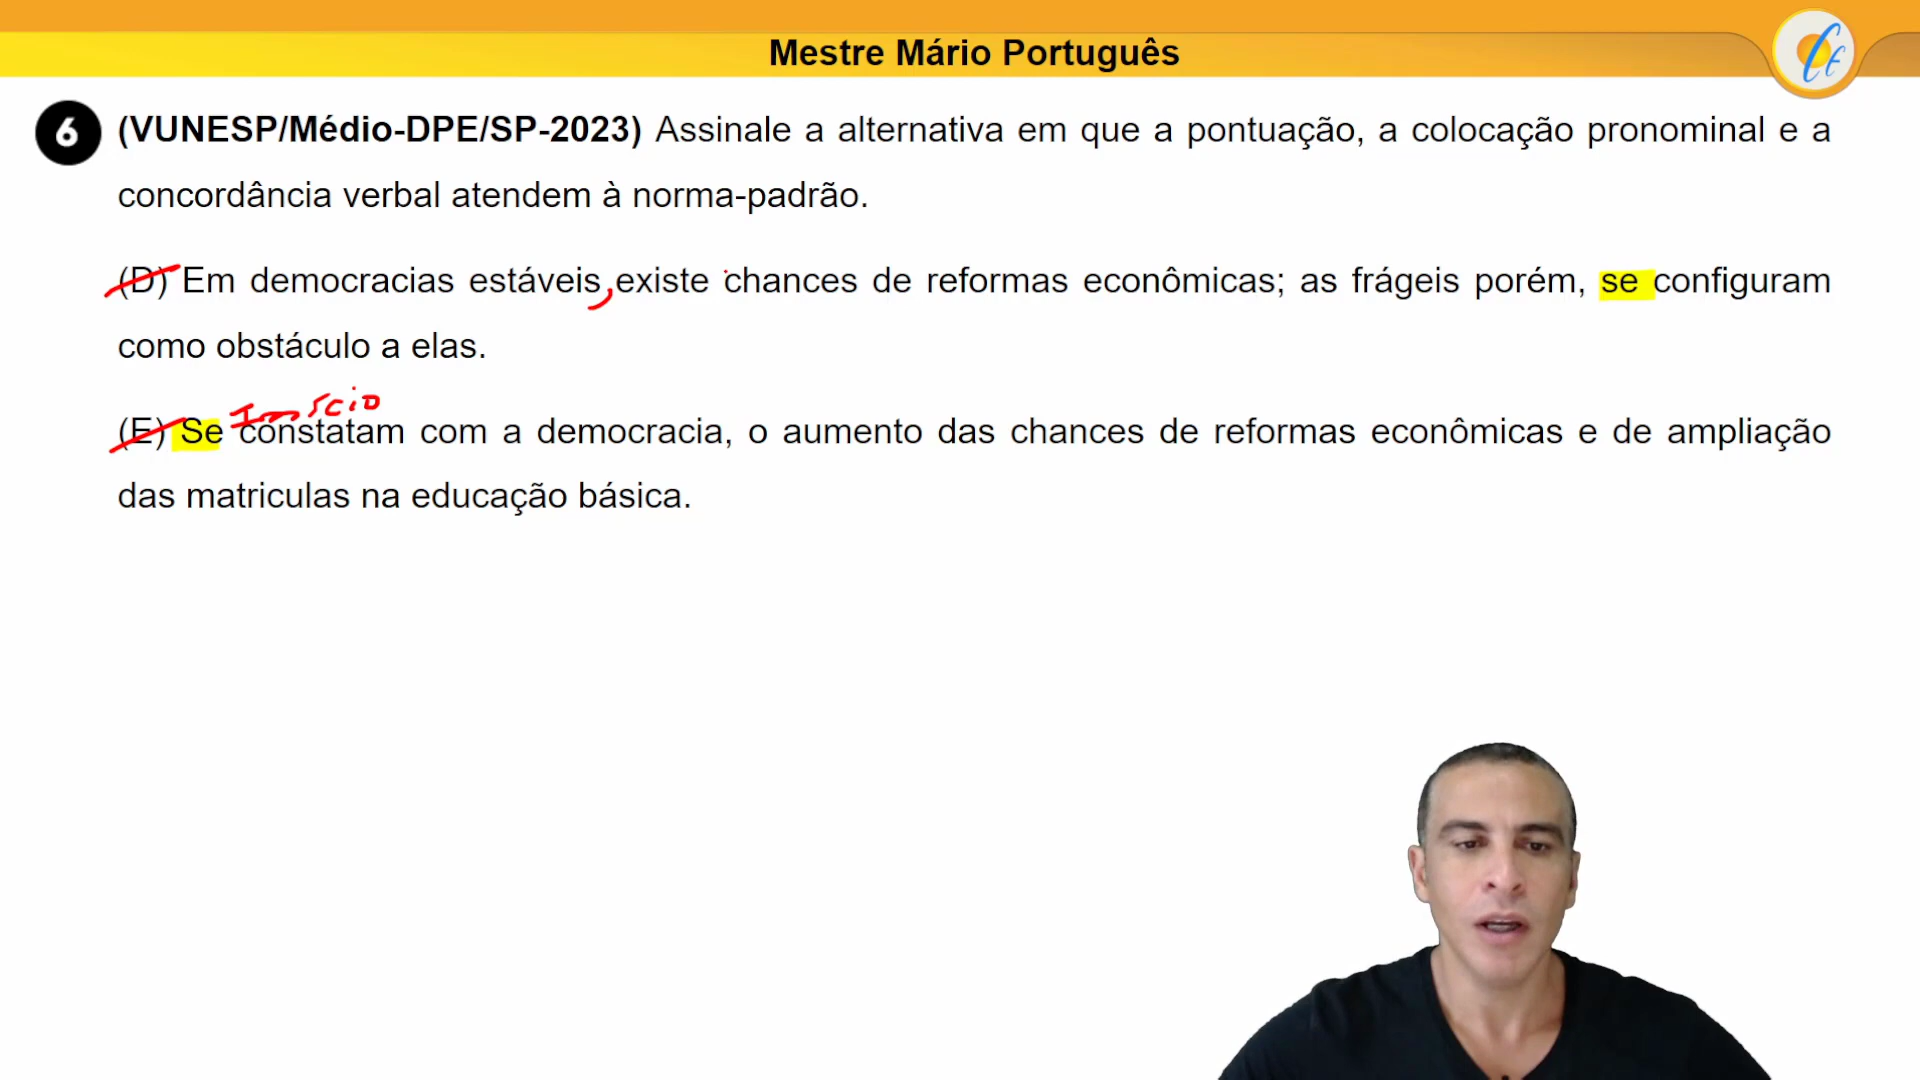 Mestre Mário Português
6 (VUNESP/Médio-DPE/SP-2023) Assinale a alternativa em que a pontuação, a colocação pronominal e a
concordância verbal atendem à norma-padrão.
(D) Em democracias estáveis, existe chances de reformas econômicas; as frágeis porém, se configuram
como obstáculo a elas.
Início
(E) Se constatam com a democracia, o aumento das chances de reformas econômicas e de ampliação
das matriculas na educação básica.